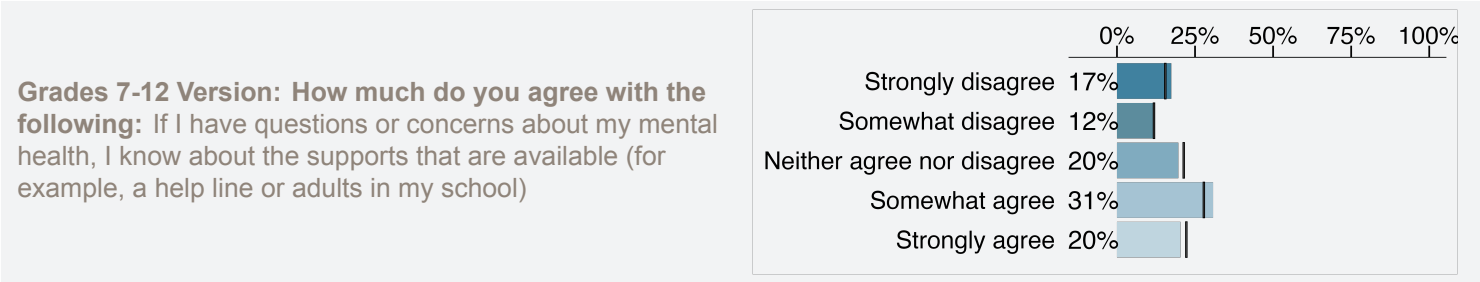 Grades 7-12 Version: How much do you agree with the
following: If I have questions or concerns about my mental
health, I know about the supports that are available (for
example, a help line or adults in my school)
0% 25% 50% 75% 100%
Strongly disagree 17%
Somewhat disagree 12%
Neither agree nor disagree 20%
Somewhat agree 31%
Strongly agree 20%